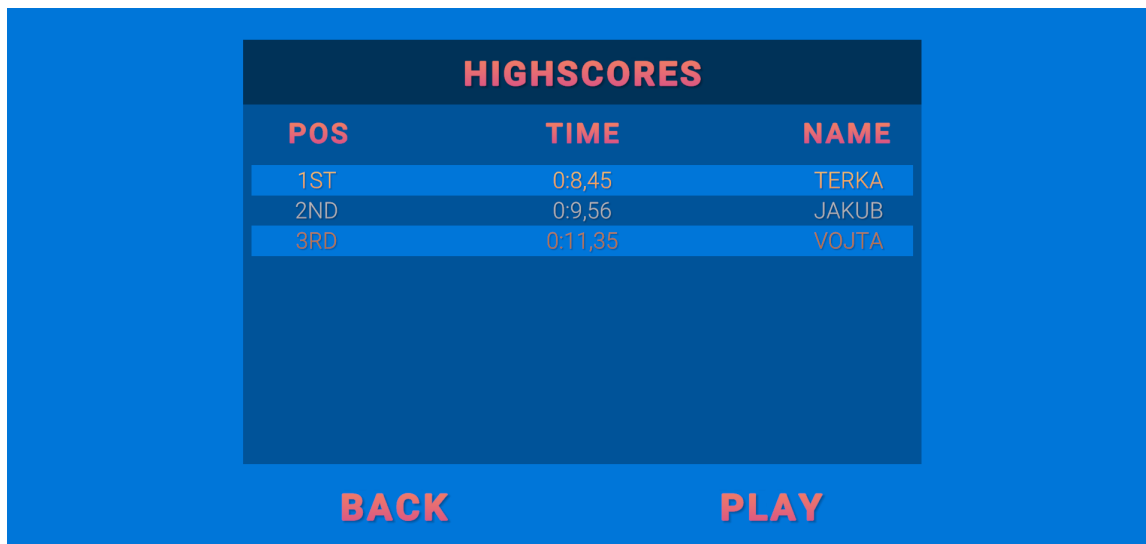 HIGHSCORES
POS TIME NAME
1ST 0:8,45 TERKA
2ND 0:9,56 JAKUB
3RD 0:11,35 VOJTA
BACK PLAY